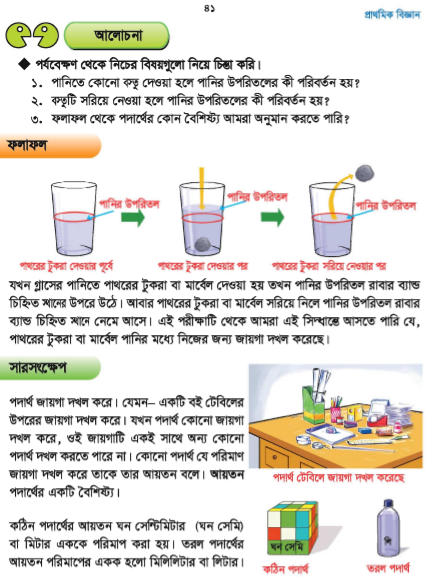 ৪১
প্রাথমিক বিজ্ঞান
আলোচনা
◆ পর্যবেক্ষণ থেকে নিচের বিষয়গুলো নিয়ে চিন্তা করি।
১. পানিতে কোনো বস্তু দেওয়া হলে পানির উপরিতলের কী পরিবর্তন হয়?
২. বস্তুটি সরিয়ে নেওয়া হলে পানির উপরিতলের কী পরিবর্তন হয়?
৩. ফলাফল থেকে পদার্থের কোন বৈশিষ্ট্য আমরা অনুমান করতে পারি?
ফলাফল
পানির উপরিতল
পানির উপরিতল
পানির উপরিতল
পাথরের টুকরা দেওয়ার পূর্বে
পাথরের টুকরা দেওয়ার পর
পাথরের টুকরা সরিয়ে নেওয়ার পর
যখন গ্লাসের পানিতে পাথরের টুকরা বা মার্বেল দেওয়া হয় তখন পানির উপরিতল রাবার ব্যান্ড
চিহ্নিত স্থানের উপরে উঠে। আবার পাথরের টুকরা বা মার্বেল সরিয়ে নিলে পানির উপরিতল রাবার
ব্যান্ড চিহ্নিত স্থানে নেমে আসে। এই পরীক্ষাটি থেকে আমরা এই সিদ্ধান্তে আসতে পারি যে,
পাথরের টুকরা বা মার্বেল পানির মধ্যে নিজের জন্য জায়গা দখল করেছে।
সারসংক্ষেপ
পদার্থ জায়গা দখল করে। যেমন– একটি বই টেবিলের
উপরের জায়গা দখল করে। যখন পদার্থ কোনো জায়গা
দখল করে, ওই জায়গাটি একই সাথে অন্য কোনো
পদার্থ দখল করতে পারে না। কোনো পদার্থ যে পরিমাণ
জায়গা দখল করে তাকে তার আয়তন বলে। আয়তন
পদার্থের একটি বৈশিষ্ট্য।
পদার্থ টেবিলে জায়গা দখল করেছে
কঠিন পদার্থের আয়তন ঘন সেন্টিমিটার (ঘন সেমি)
বা মিটার এককে পরিমাপ করা হয়। তরল পদার্থের
আয়তন পরিমাপের একক হলো মিলিলিটার বা লিটার।
ঘন সেমি
কঠিন পদার্থ
তরল পদার্থ